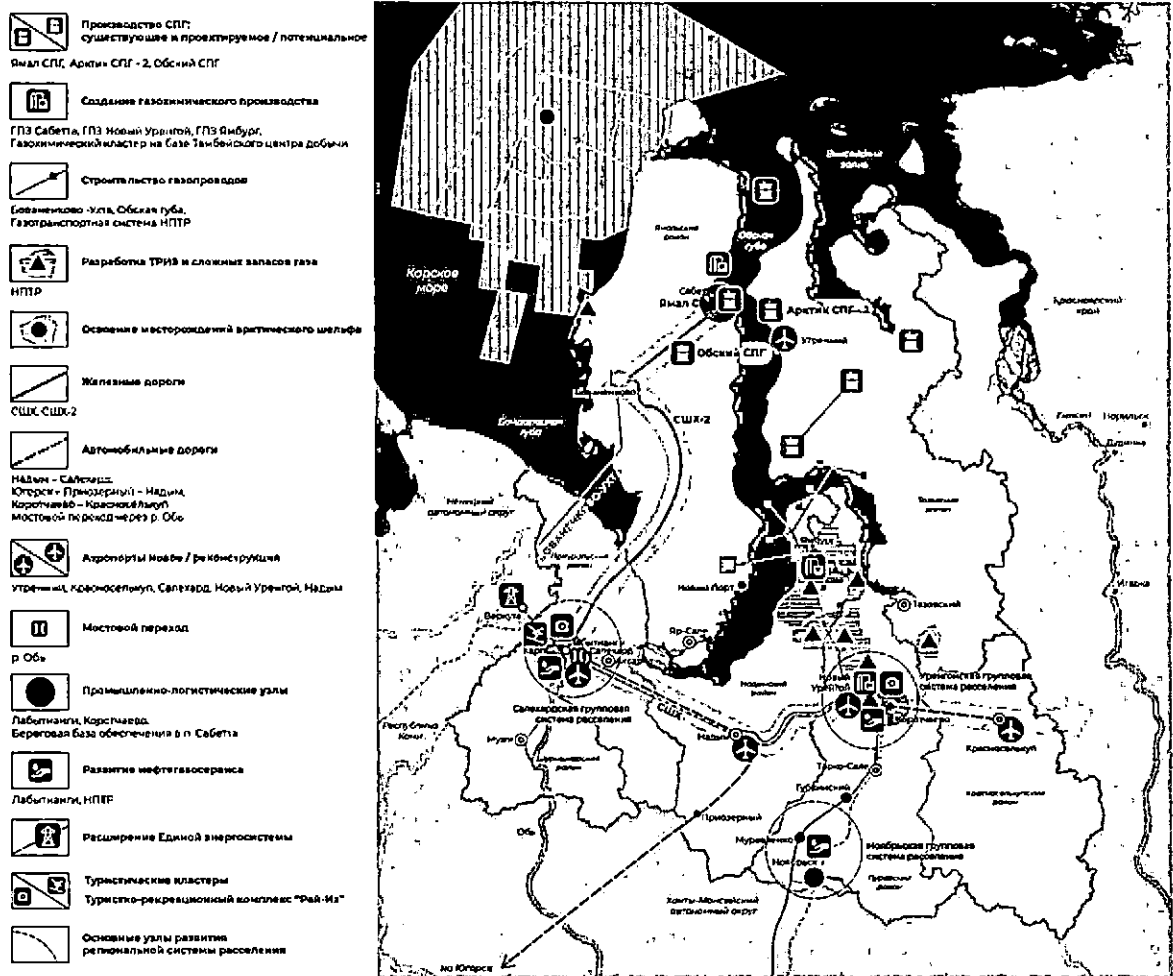 Производство СПГ:
существующее и проектируемое / потенциальное
Ямал СПГ, Арктик СПГ - 2, Обский СПГ
Создание газохимического производства
ГПЗ Сабетта, ГПЗ Новый Уренгой, ГПЗ Ямбург,
Газохимический кластер на базе Тамбейского центра добычи
Строительство газопроводов
Бованенково -Ухта, Обская губа,
Газотранспортная система НПТР
Разработка ТРИЗ и сложных запасов газа
НПТР
Освоение месторождений арктического шельфа
Железные дороги
СШХ, СШХ-2
Автомобильные дороги
Надым - Салехард,
Югорск - Приозерный - Надым,
Коротчаево - Красноселькуп
Мостовой переход через р. Обь
Аэропорты новое / реконструкция
Утренний, Красноселькуп, Салехард, Новый Уренгой, Надым
Мостовой переход
р. Обь
Промышленно-логистические узлы
Лабытнанги, Коротчаево,
Береговая база обеспечения в п. Сабетта
Развитие нефтегазосервиса
Лабытнанги, НПТР
Расширение Единой энергосистемы
Туристические кластеры
Туристко-рекреационный комплекс "Рай-Из"
Основные узлы развития
региональной системы расселения
Енисейский
залив
Ямальский
район
Обская
губа
Карское
море
Ямал С
Арктик СПГ-2
Красноярский
край
Утренний
Обский СПГ
Бованенково
СШХ-2
Байдарацкая
губа
Норильск
Дудинка
Ненецкий
автономный округ
Тазовский
район
Приуральский
район
Новый Порт
Игарка
Тазовский
Воркута
Яр-Сале
Салехард
Надымский
район
Новый
Уренгой
Уренгойская групповая
система расселения
Коротчаево
Салехардская групповая
система расселения
СШХ
Республика
Коми
Мужи
Шурышкарский
район
Надым
Красноселькуп
Тарко-Сале
Красноселькупский
район
Губкинский
Приозерный
Обь
Муравленко
Ноябрьск
Ноябрьская групповая
система расселения
Пуровский
район
Ханты-Мансийский
автономный округ
на Югорск